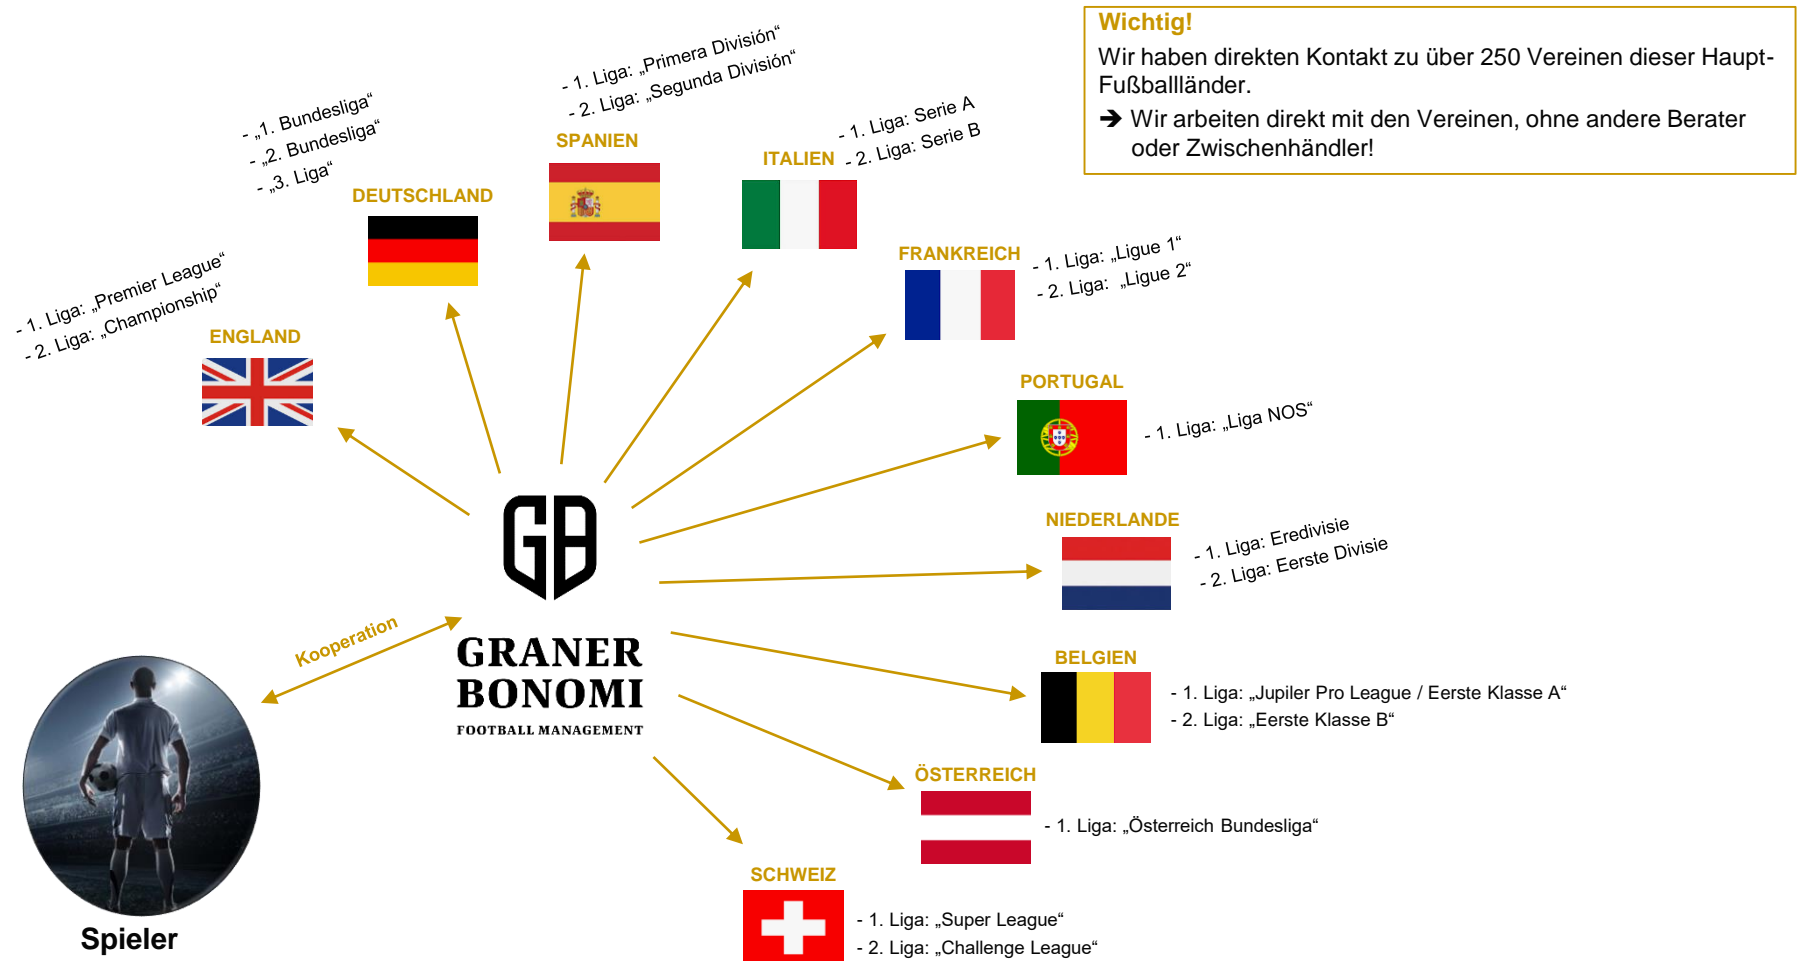 Wichtig!
Wir haben direkten Kontakt zu über 250 Vereinen dieser Haupt-
Fußballländer.
➔ Wir arbeiten direkt mit den Vereinen, ohne andere Berater
oder Zwischenhändler!
- 1. Liga: „Premier League“
- 2. Liga: „Championship“
ENGLAND
- „1. Bundesliga“
- „2. Bundesliga“
- „3. Liga“
DEUTSCHLAND
- 1. Liga: „Primera División“
- 2. Liga: „Segunda División“
SPANIEN
- 1. Liga: Serie A
- 2. Liga: Serie B
ITALIEN
FRANKREICH
- 1. Liga: „Ligue 1“
- 2. Liga: „Ligue 2“
PORTUGAL
- 1. Liga: „Liga NOS“
NIEDERLANDE
- 1. Liga: Eredivisie
- 2. Liga: Eerste Divisie
BELGIEN
- 1. Liga: „Jupiler Pro League / Eerste Klasse A“
- 2. Liga: „Eerste Klasse B“
ÖSTERREICH
- 1. Liga: „Österreich Bundesliga“
SCHWEIZ
- 1. Liga: „Super League“
- 2. Liga: „Challenge League“
GB
GRANER
BONOMI
FOOTBALL MANAGEMENT
Kooperation
Spieler